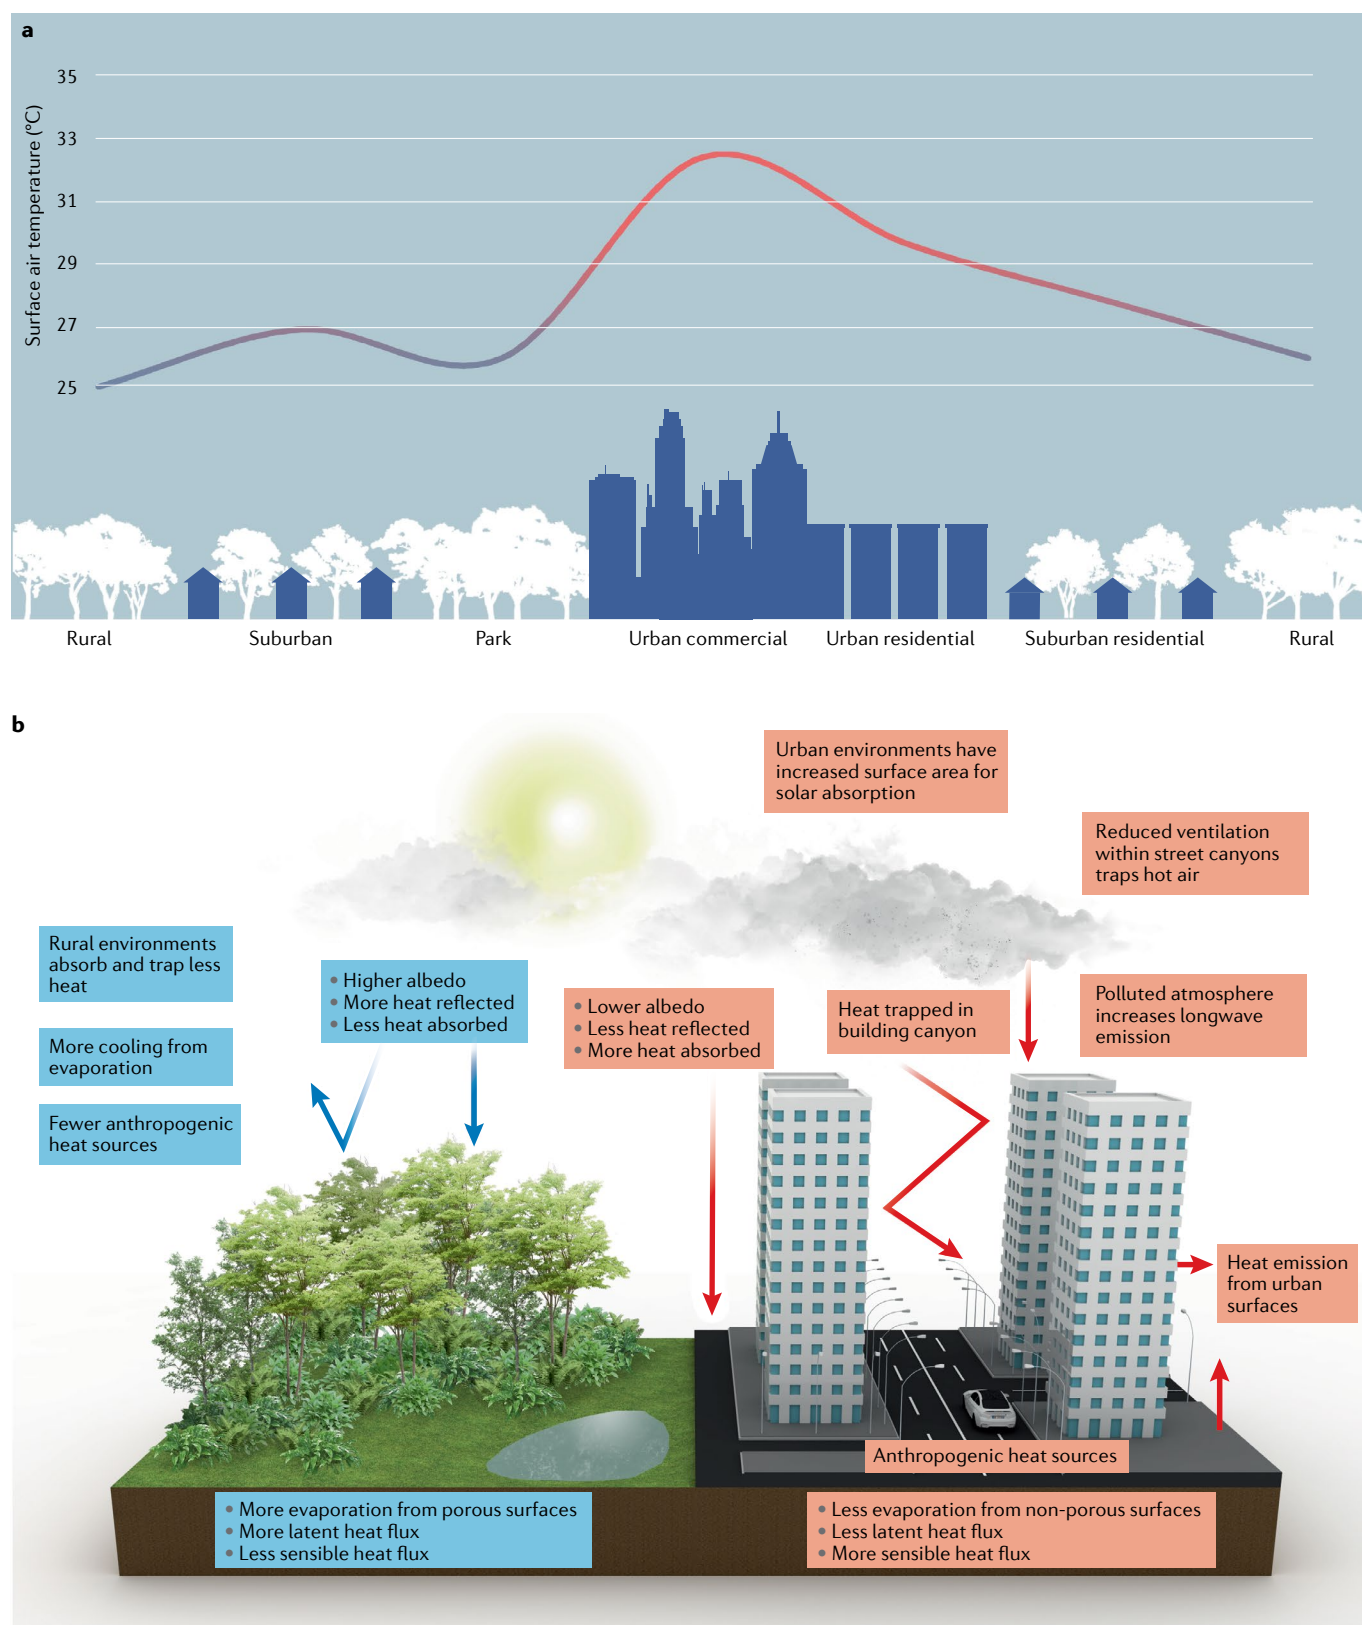 a
35
33
31
29
27
25
Surface air temperature (°C)
Rural
Suburban
Park
Urban commercial
Urban residential
Suburban residential
Rural
b
Urban environments have
increased surface area for
solar absorption
Reduced ventilation
within street canyons
traps hot air
Rural environments
absorb and trap less
heat
• Higher albedo
• More heat reflected
• Less heat absorbed
• Lower albedo
• Less heat reflected
• More heat absorbed
Heat trapped in
building canyon
Polluted atmosphere
increases longwave
emission
More cooling from
evaporation
Fewer anthropogenic
heat sources
Heat emission
from urban
surfaces
Anthropogenic heat sources
• More evaporation from porous surfaces
• More latent heat flux
• Less sensible heat flux
• Less evaporation from non-porous surfaces
• Less latent heat flux
• More sensible heat flux